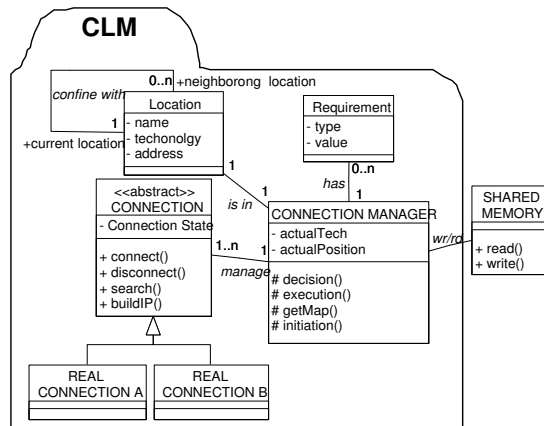 CLM
0..n +neighborong location
confine with
Location
- name
- techonolgy
- address
1
+current location
1
Requirement
- type
- value
0..n
has
1
is in
1
<<abstract>>
CONNECTION
- Connection State
+ connect()
+ disconnect()
+ search()
+ buildIP()
1..n
manage
1
CONNECTION MANAGER
- actualTech
- actualPosition
# decision()
# execution()
# getMap()
# initiation()
wr/rd
SHARED
MEMORY
+ read()
+ write()
REAL
CONNECTION A
REAL
CONNECTION B